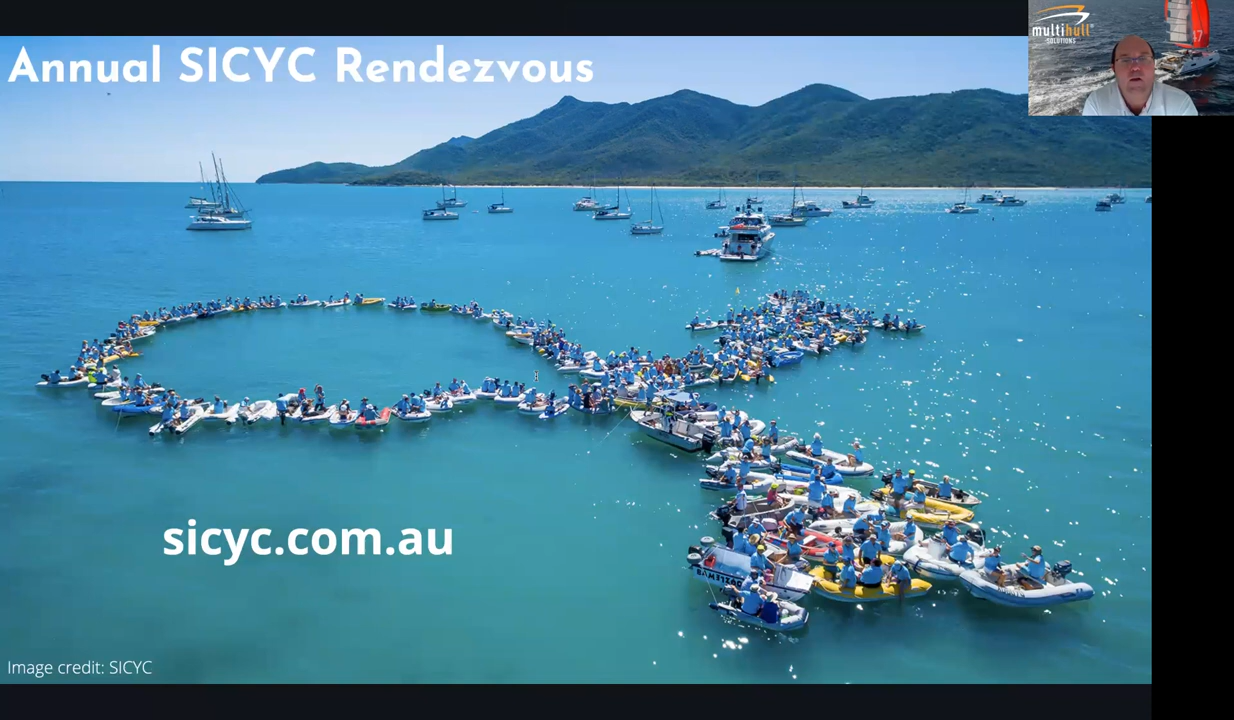 Annual SICYC Rendezvous
multihull
SOLUTIONS
sicyc.com.au
Image credit: SICYC